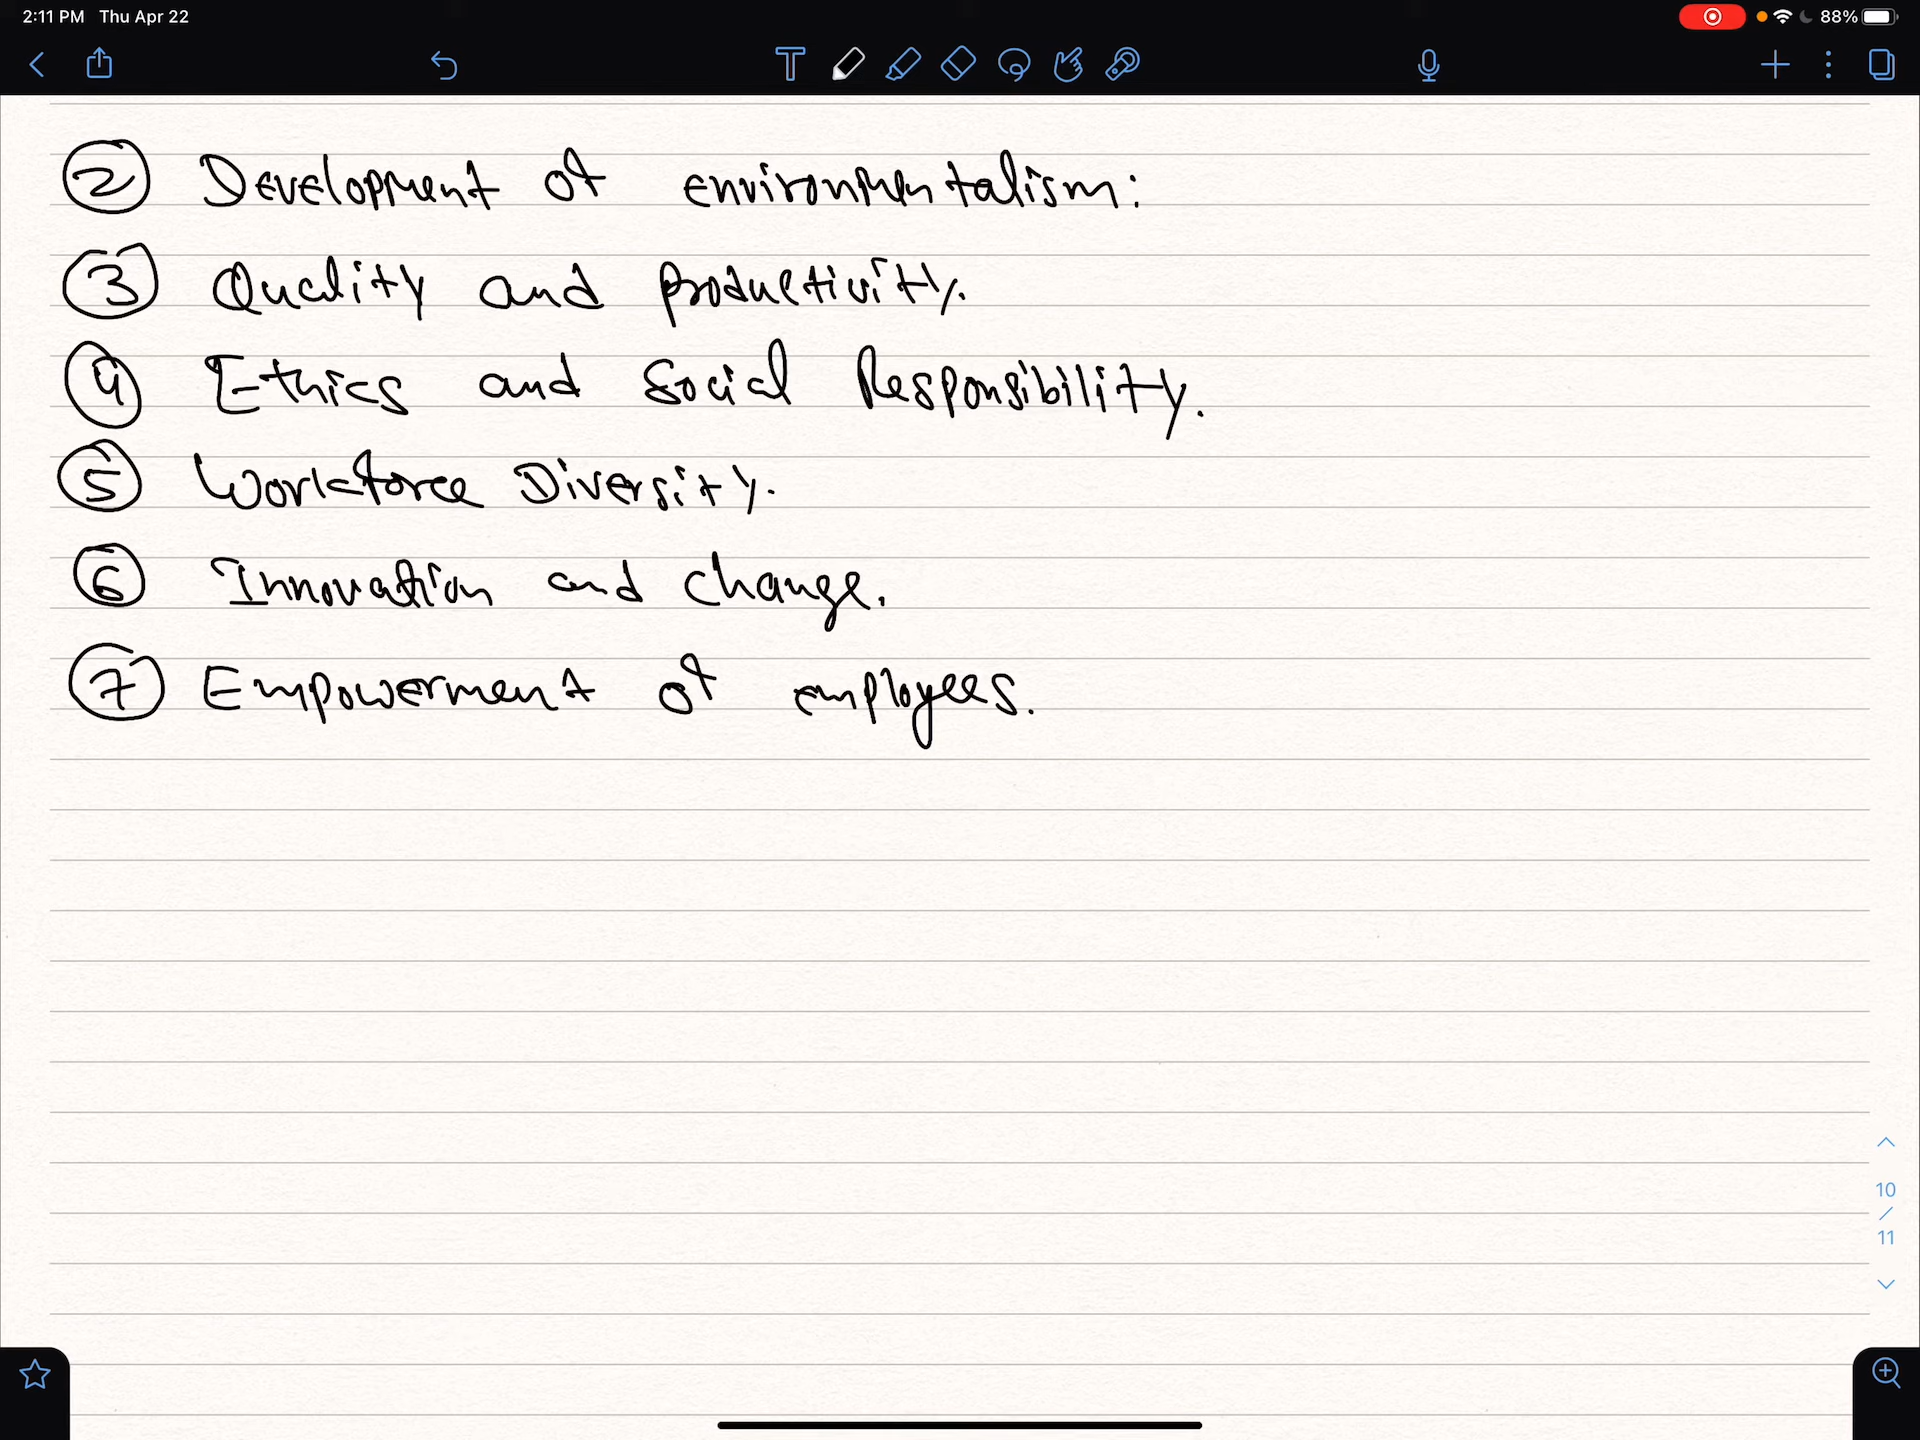 2:11 PM Thu Apr 22
88%
② Development of environmentalism:
③ Quality and productivity.
④ Ethics and Social Responsibility.
⑤ Workforce Diversity.
⑥ Innovation and change.
⑦ Empowerment of employees.
10
/
11